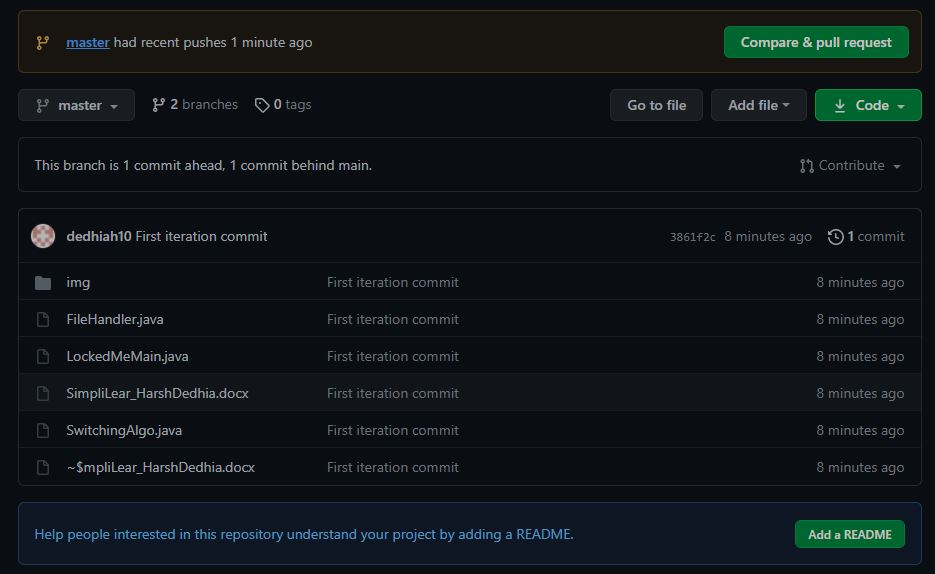 master had recent pushes 1 minute ago Compare & pull request
master 2 branches 0 tags Go to file Add file Code
This branch is 1 commit ahead, 1 commit behind main. Contribute
dedhiah10 First iteration commit 3861f2c 8 minutes ago 1 commit
img First iteration commit 8 minutes ago
FileHandler.java First iteration commit 8 minutes ago
LockedMeMain.java First iteration commit 8 minutes ago
SimpliLear_HarshDedhia.docx First iteration commit 8 minutes ago
SwitchingAlgo.java First iteration commit 8 minutes ago
~$mpliLear_HarshDedhia.docx First iteration commit 8 minutes ago
Help people interested in this repository understand your project by adding a README. Add a README